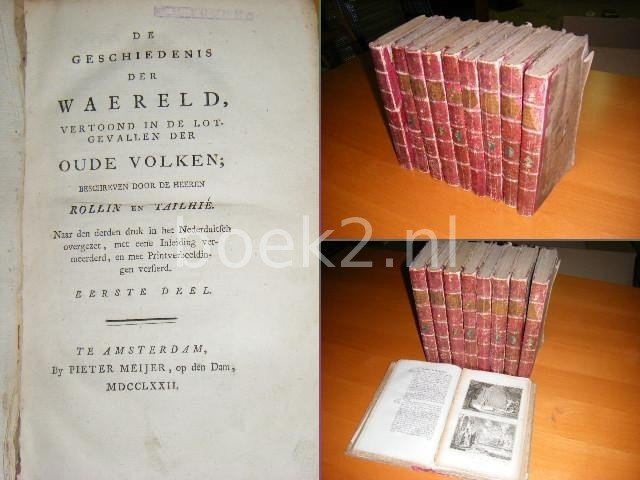 DE
GESCHIEDENIS
DER
WAERELD,
VERTOOND IN DE LOT-
GEVALLEN DER
OUDE VOLKEN;
BESCHREVEN DOOR DE HEEREN
ROLLIN EN TAILHIÉ.
Naar den derden druk in het Nederduitsch
overgezet, met eene Inleiding ver-
meerderd, en met Printverbeeldin-
gen versierd.
EERSTE DEEL.
TE AMSTERDAM,
By PIETER MEIJER, op den Dam,
MDCCLXXII.
boek2.nl